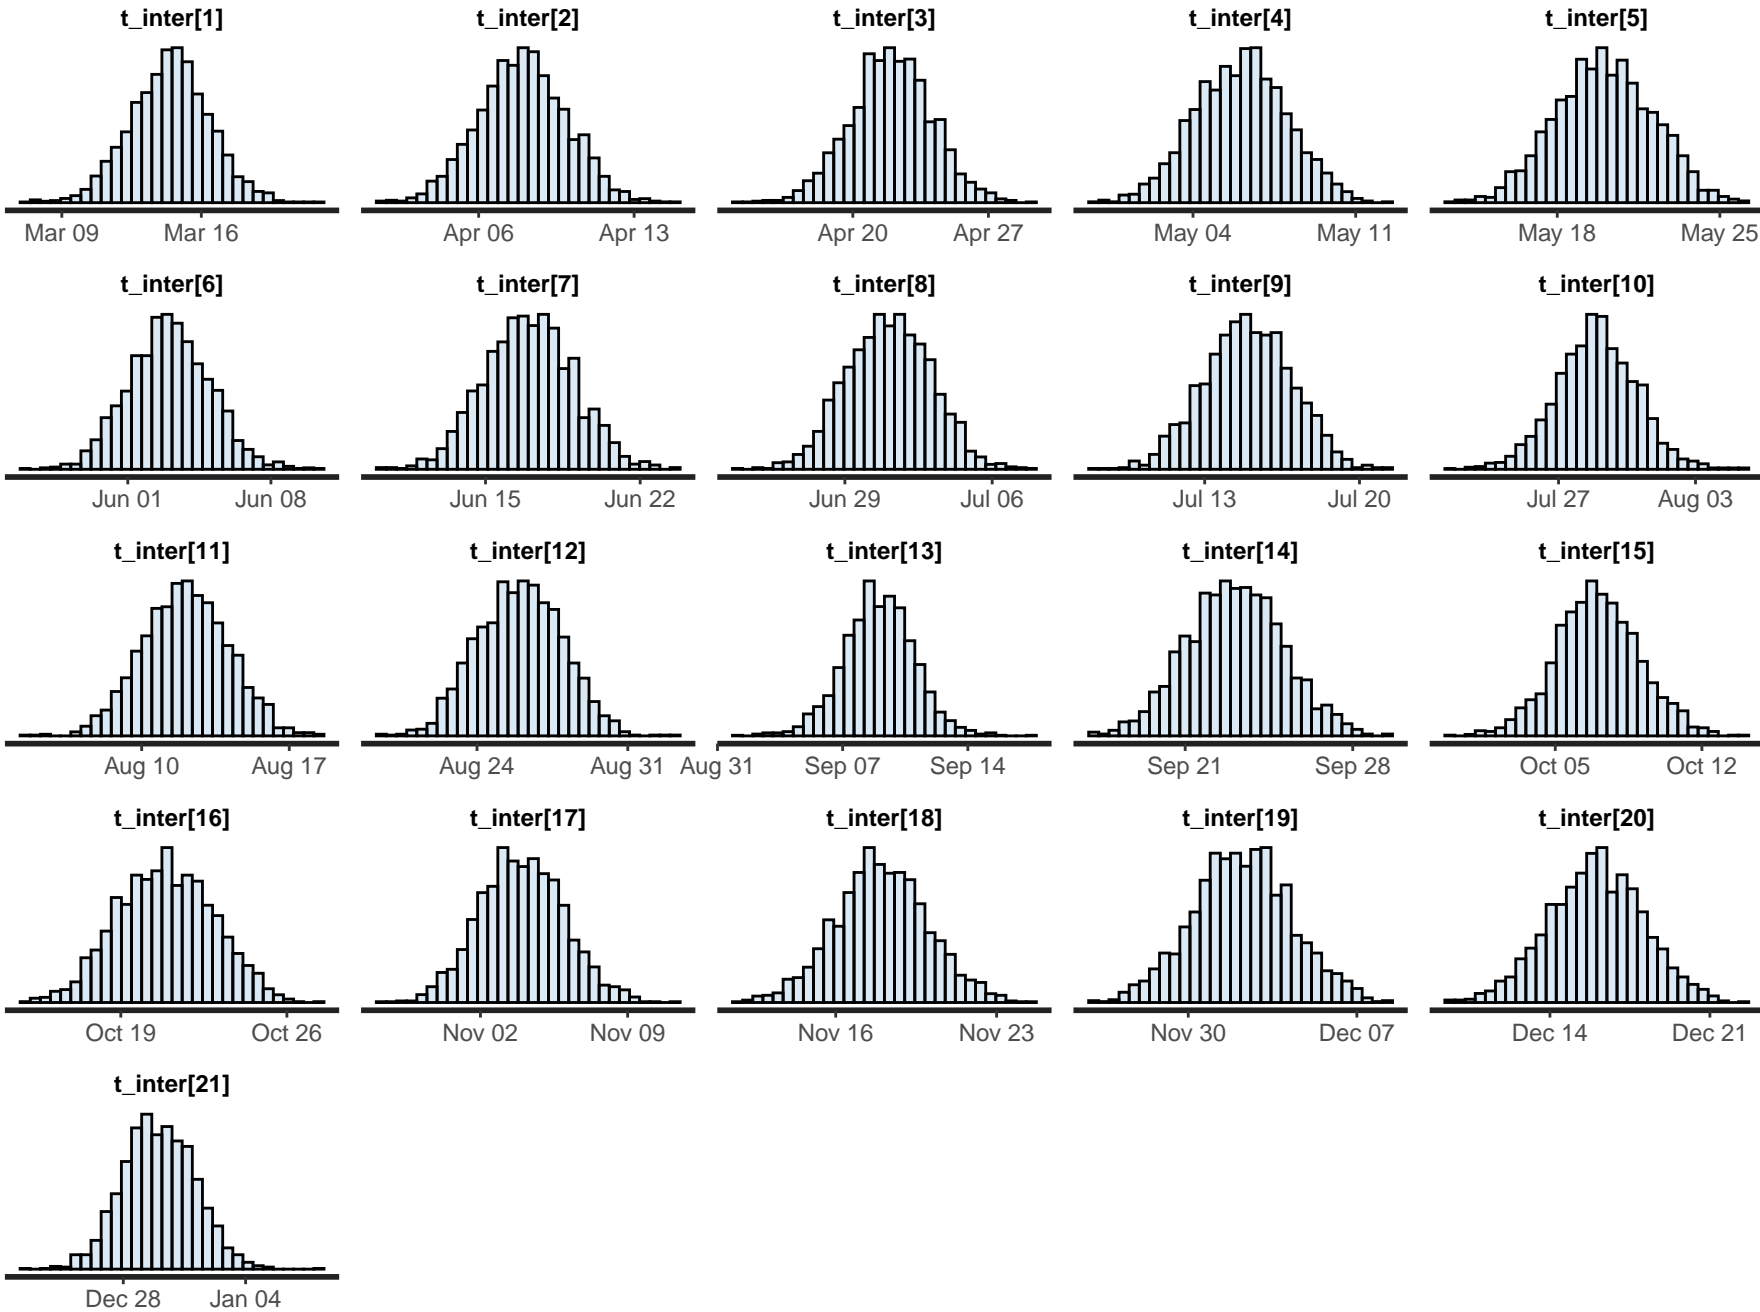 t_inter[1] t_inter[2] t_inter[3] t_inter[4] t_inter[5]
Mar 09 Mar 16 Apr 06 Apr 13 Apr 20 Apr 27 May 04 May 11 May 18 May 25
t_inter[6] t_inter[7] t_inter[8] t_inter[9] t_inter[10]
Jun 01 Jun 08 Jun 15 Jun 22 Jun 29 Jul 06 Jul 13 Jul 20 Jul 27 Aug 03
t_inter[11] t_inter[12] t_inter[13] t_inter[14] t_inter[15]
Aug 10 Aug 17 Aug 24 Aug 31 Aug 31 Sep 07 Sep 14 Sep 21 Sep 28 Oct 05 Oct 12
t_inter[16] t_inter[17] t_inter[18] t_inter[19] t_inter[20]
Oct 19 Oct 26 Nov 02 Nov 09 Nov 16 Nov 23 Nov 30 Dec 07 Dec 14 Dec 21
t_inter[21]
Dec 28 Jan 04